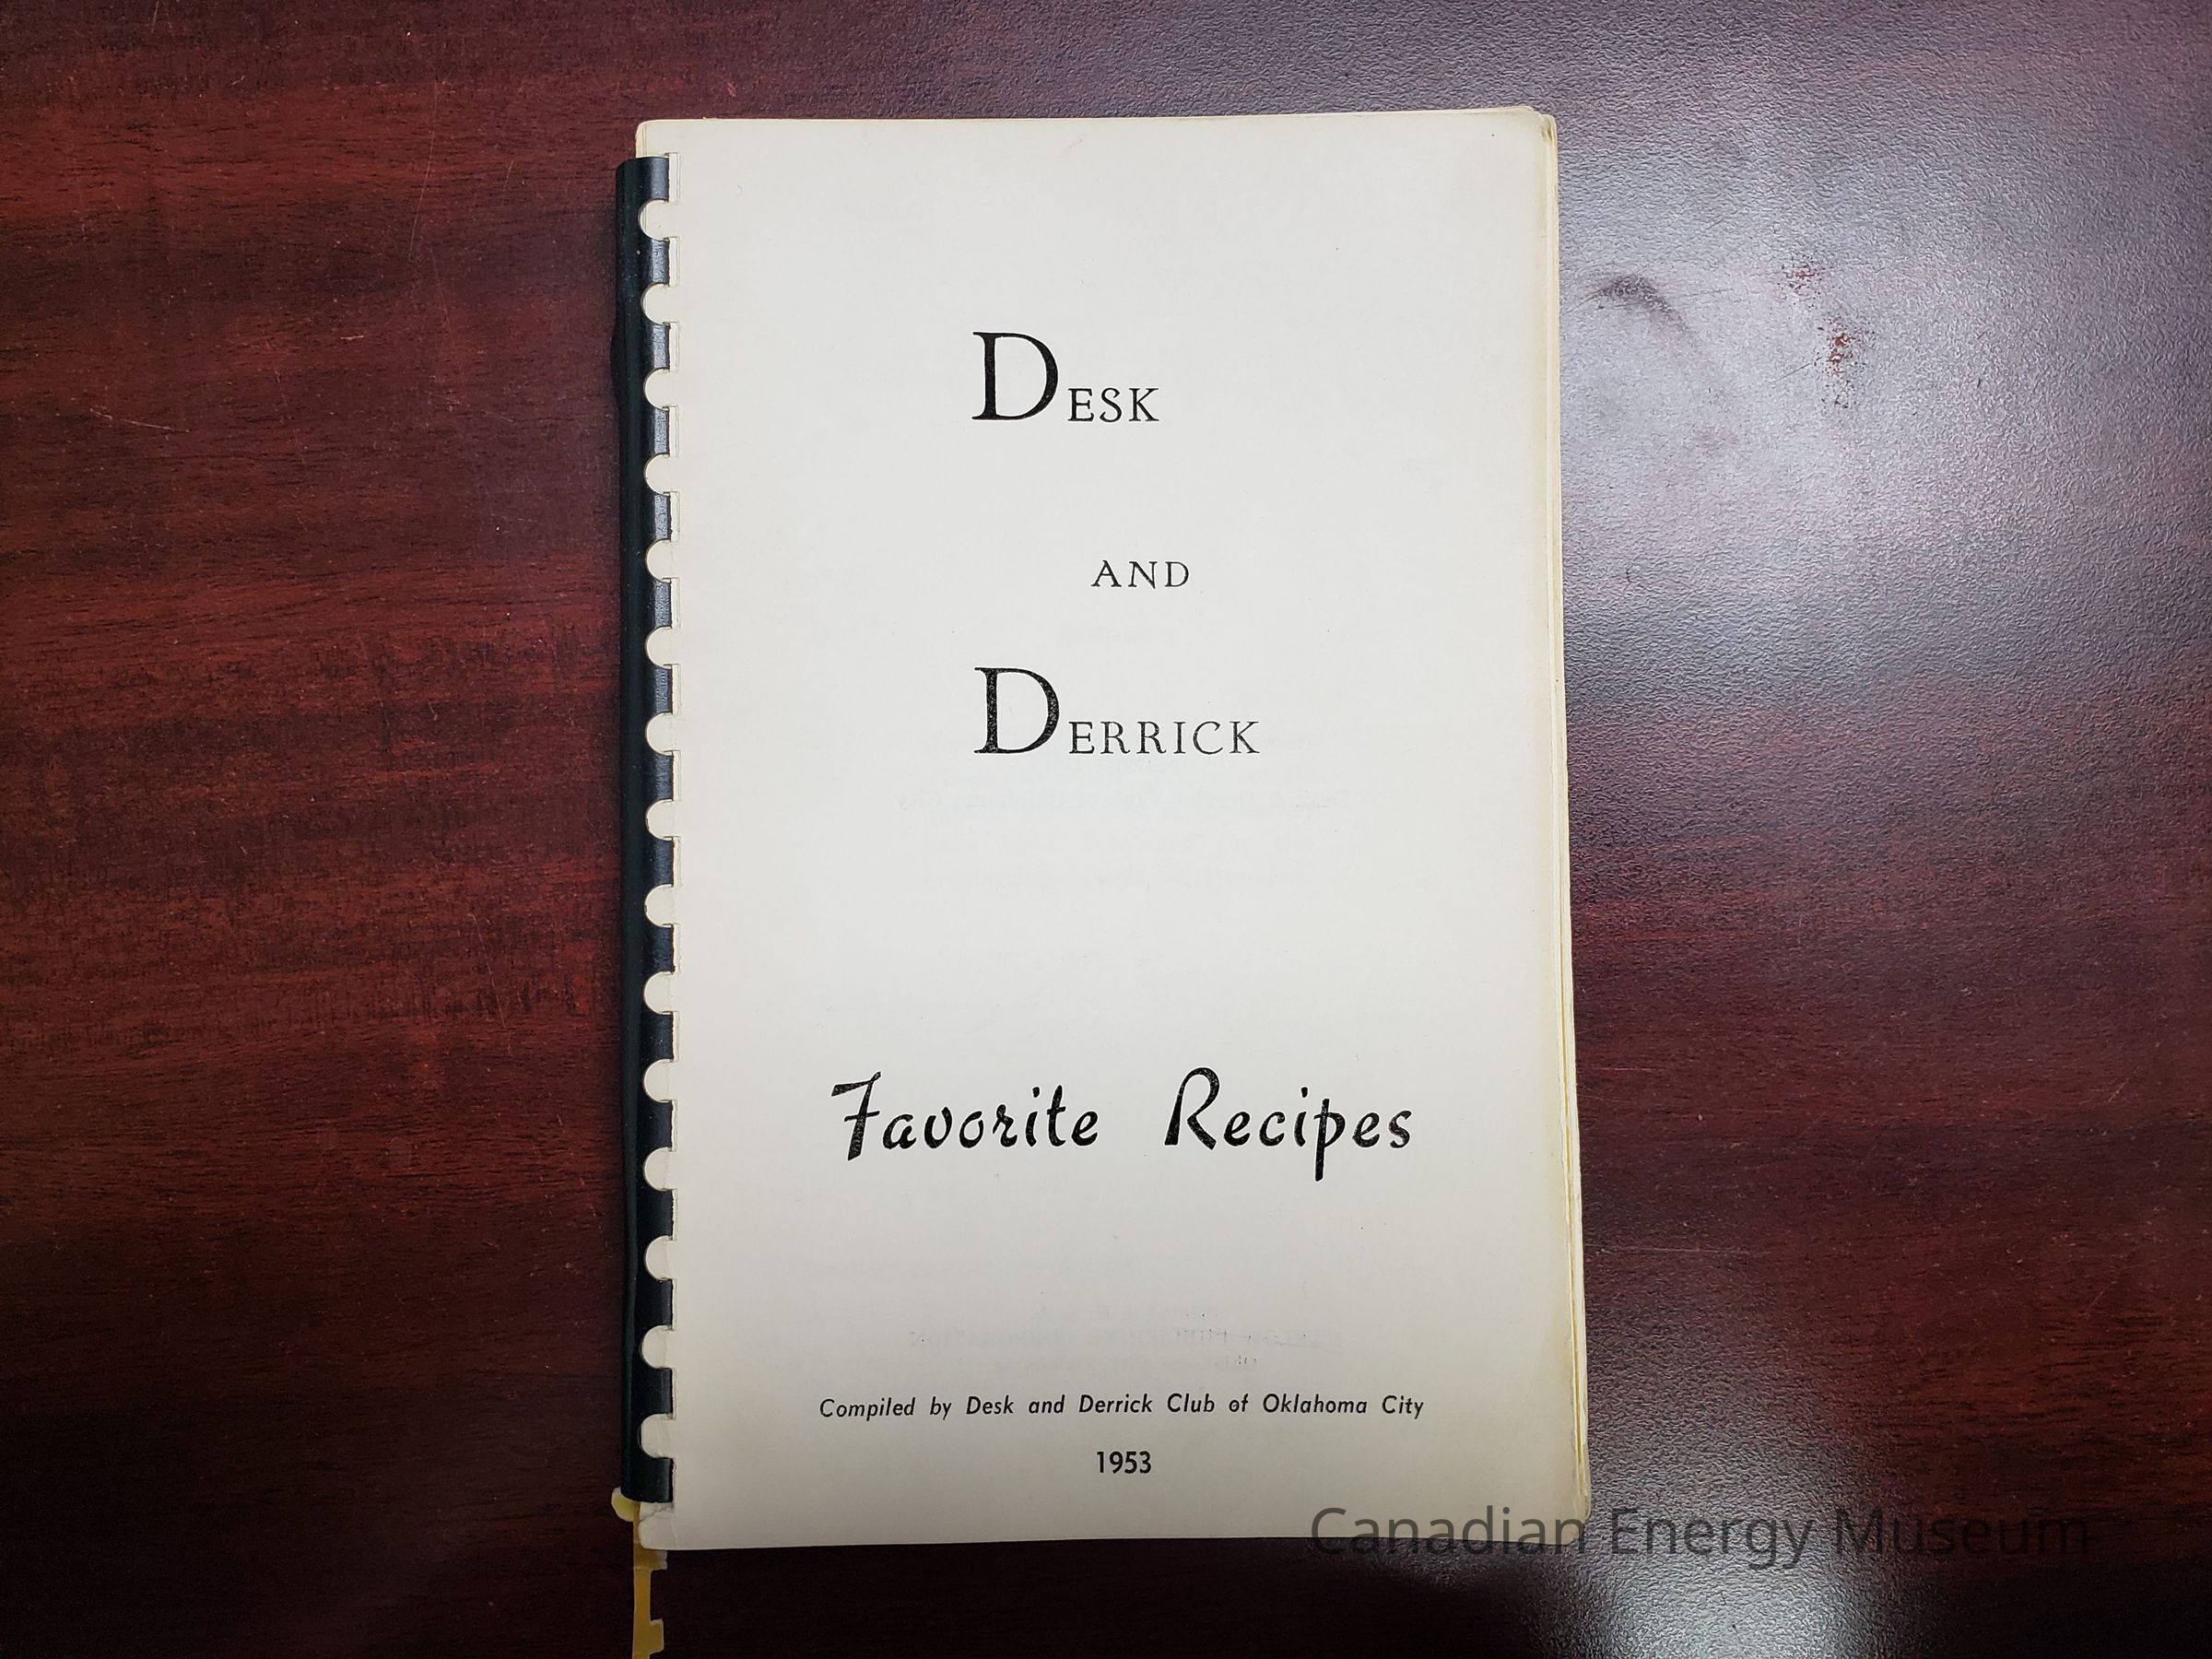 DESK
AND
DERRICK
Favorite Recipes
Compiled by Desk and Derrick Club of Oklahoma City
1953
Canadian Energy Museum